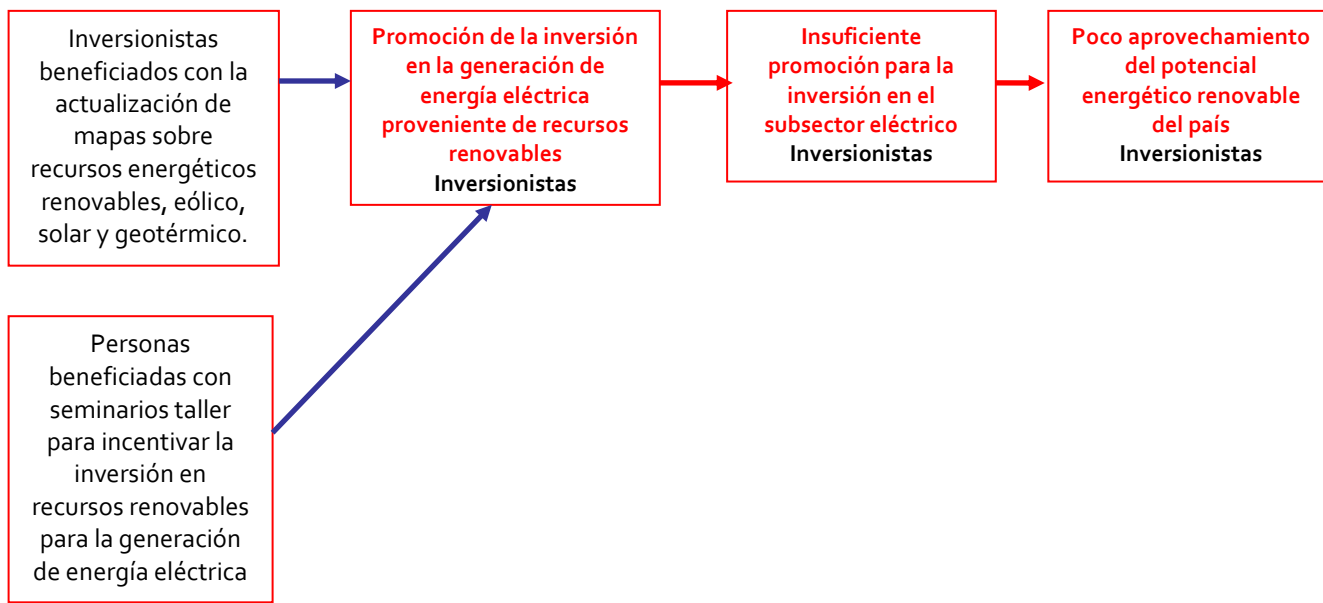 Inversionistas
beneficiados con la
actualización de
mapas sobre
recursos energéticos
renovables, eólico,
solar y geotérmico.
Promoción de la inversión
en la generación de
energía eléctrica
proveniente de recursos
renovables
Inversionistas
Insuficiente
promoción para la
inversión en el
subsector eléctrico
Inversionistas
Poco aprovechamiento
del potencial
energético renovable
del país
Inversionistas
Personas
beneficiadas con
seminarios taller
para incentivar la
inversión en
recursos renovables
para la generación
de energía eléctrica